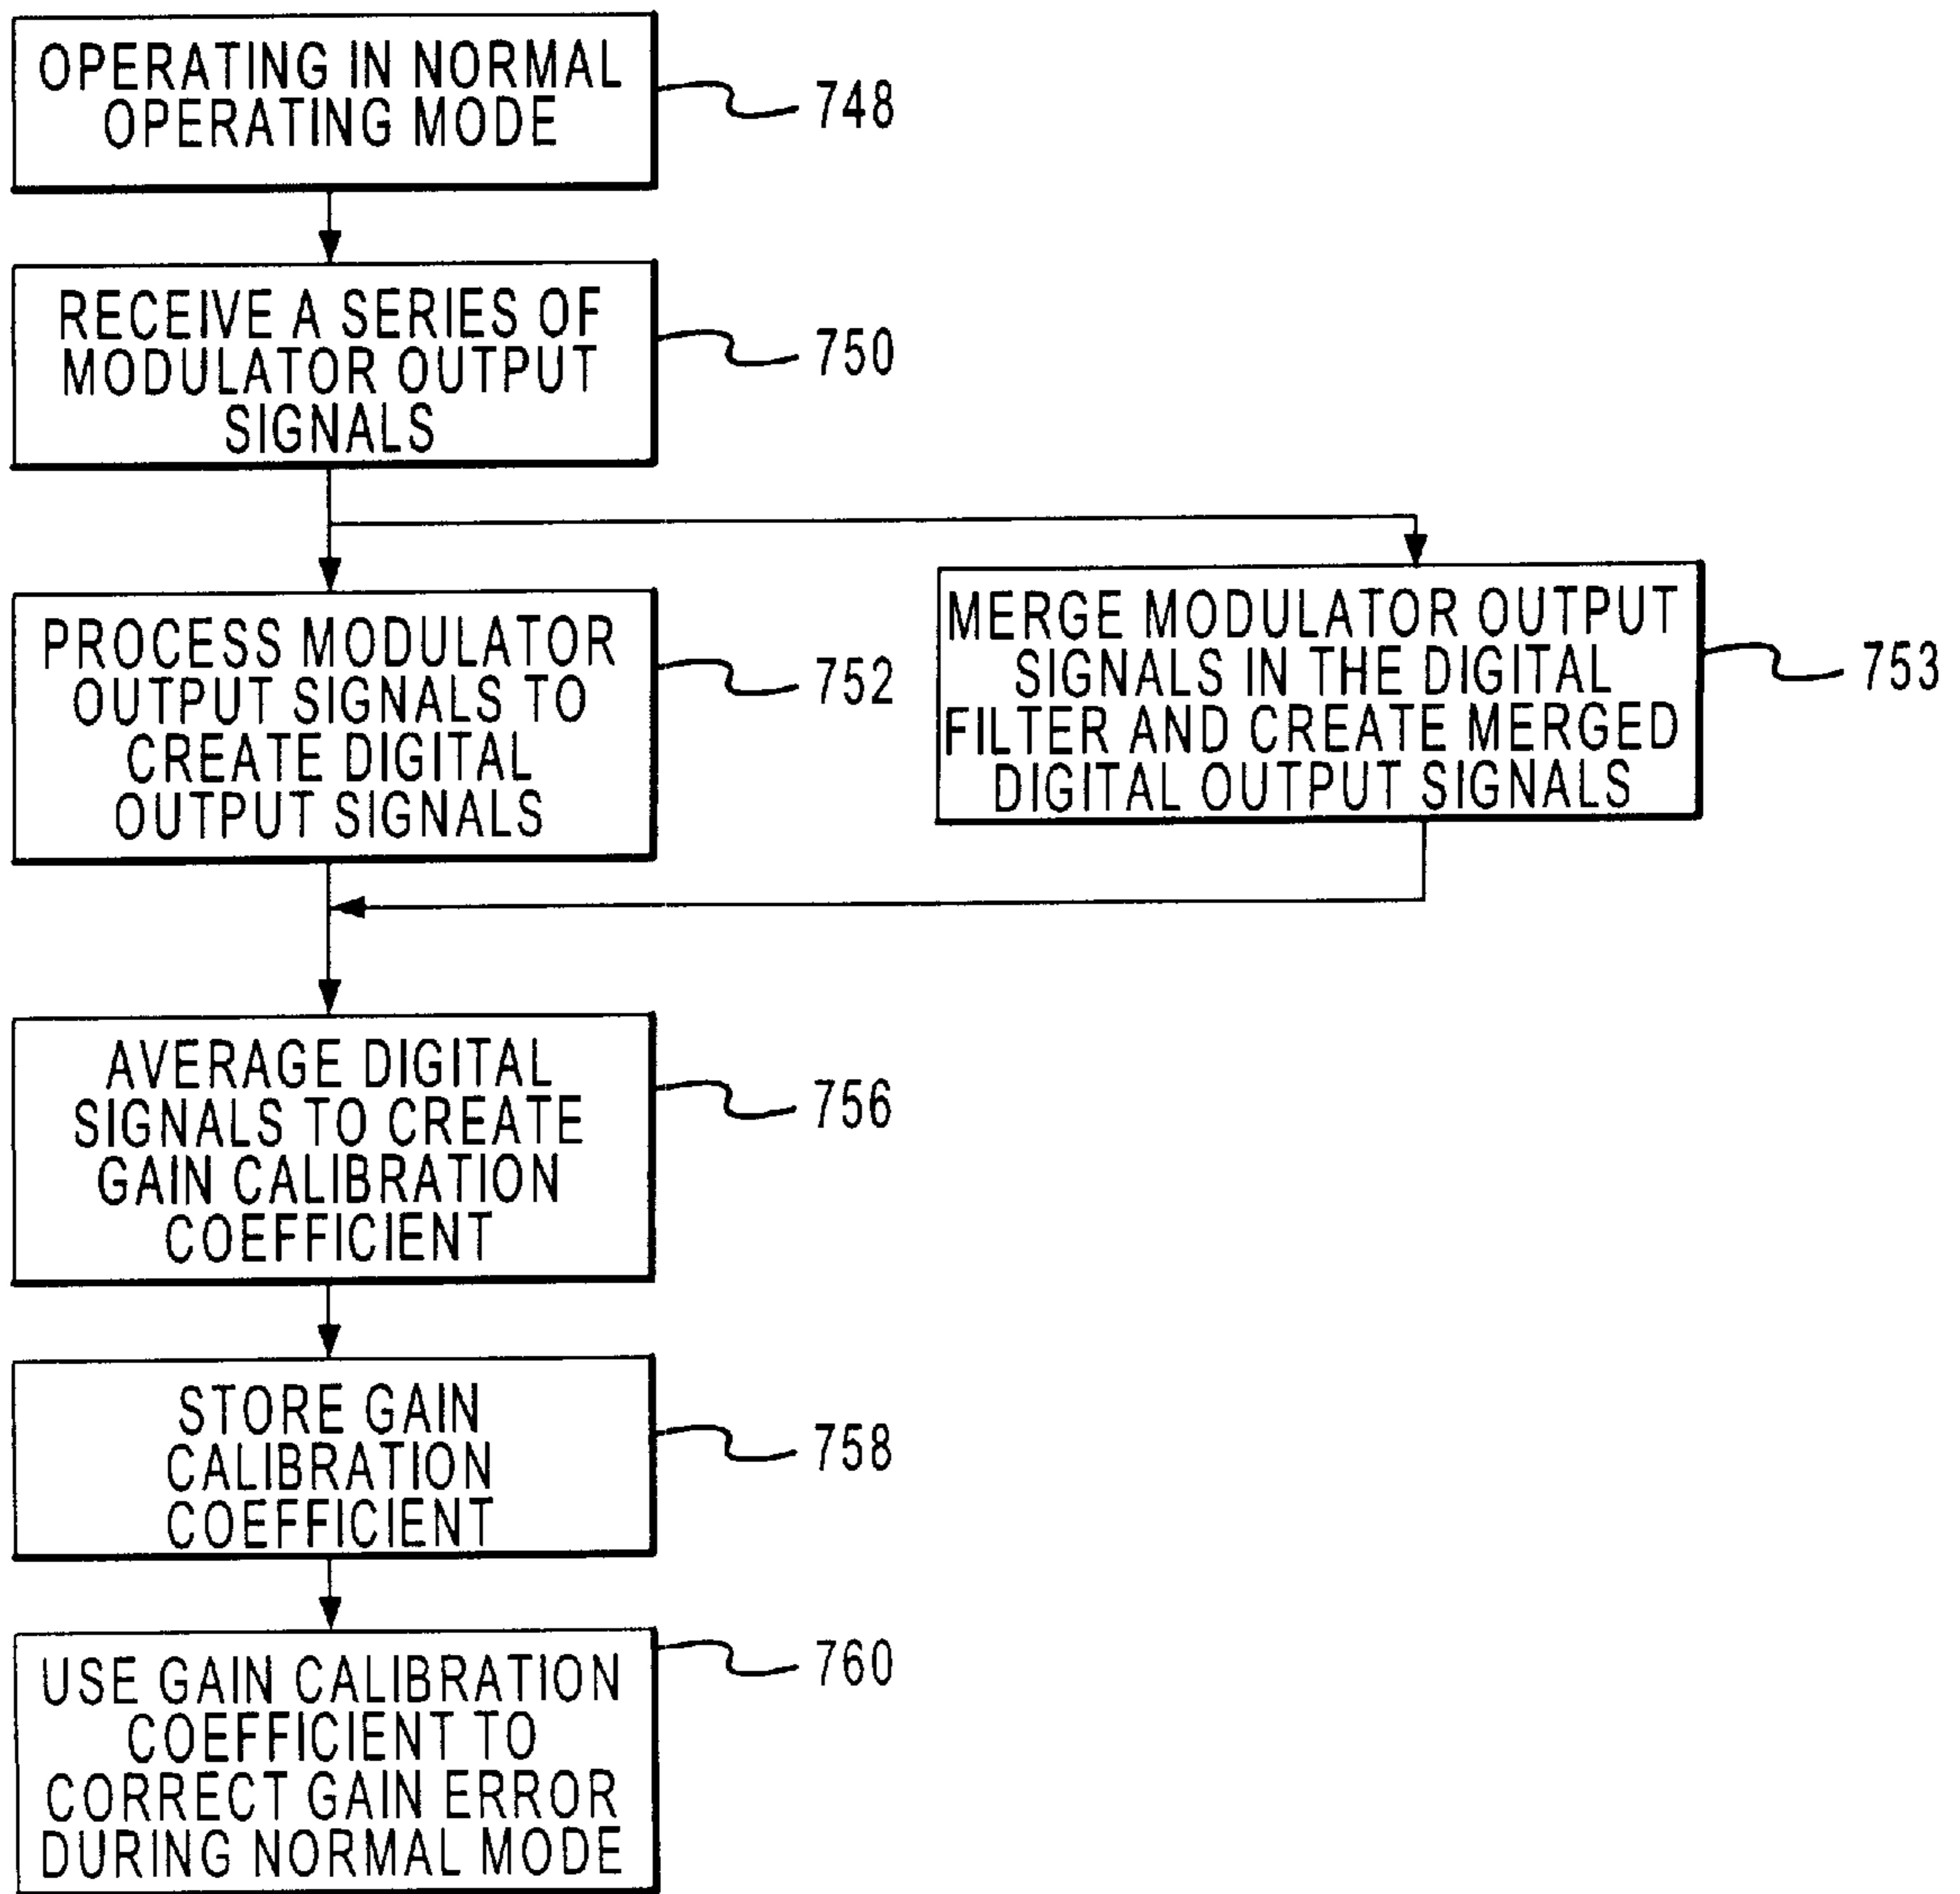 OPERATING IN NORMAL
OPERATING MODE
748
RECEIVE A SERIES OF
MODULATOR OUTPUT
SIGNALS
750
PROCESS MODULATOR
OUTPUT SIGNALS TO
CREATE DIGITAL
OUTPUT SIGNALS
752
MERGE MODULATOR OUTPUT
SIGNALS IN THE DIGITAL
FILTER AND CREATE MERGED
DIGITAL OUTPUT SIGNALS
753
AVERAGE DIGITAL
SIGNALS TO CREATE
GAIN CALIBRATION
COEFFICIENT
756
STORE GAIN
CALIBRATION
COEFFICIENT
758
USE GAIN CALIBRATION
COEFFICIENT TO
CORRECT GAIN ERROR
DURING NORMAL MODE
760